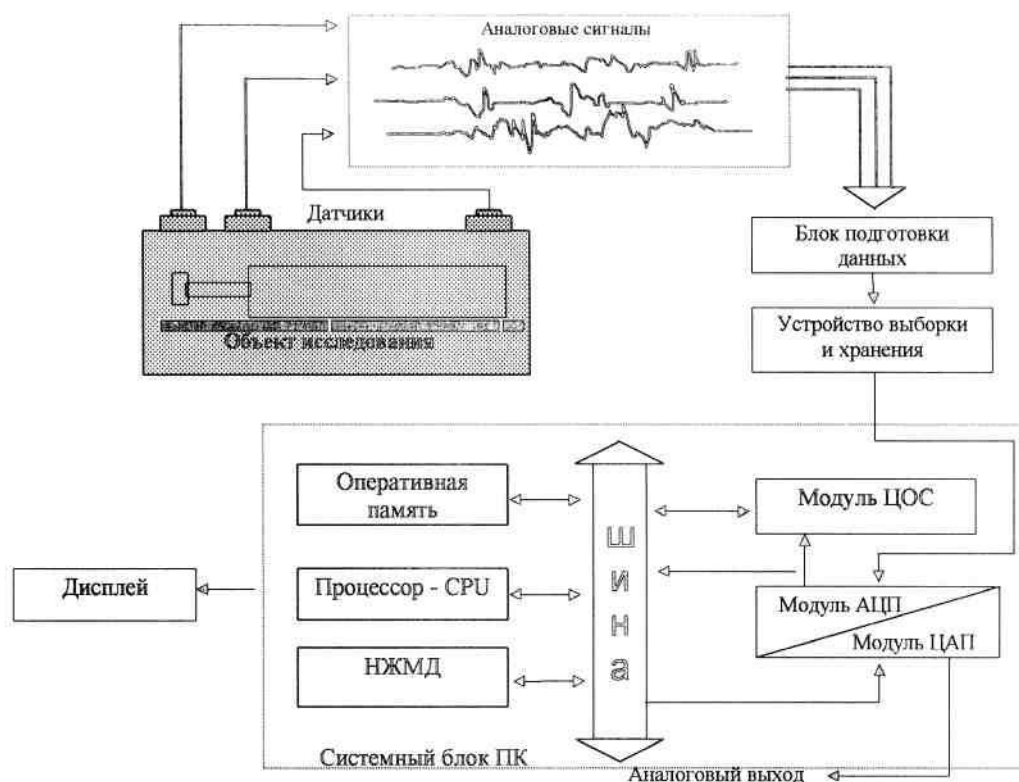 Аналоговые сигналы
Датчики
Объект исследования
Блок подготовки
данных
Устройство выборки
и хранения
Оперативная
память
Процессор - CPU
НЖМД
Шина
Модуль ЦОС
Модуль АЦП
Модуль ЦАП
Дисплей
Системный блок ПК
Аналоговый выход